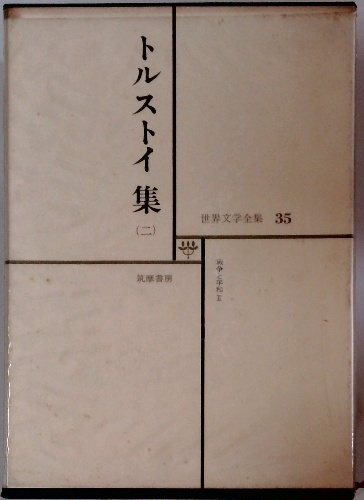 トルストイ集
(二)
世界文学全集 35
筑摩書房
戦争と平和 II